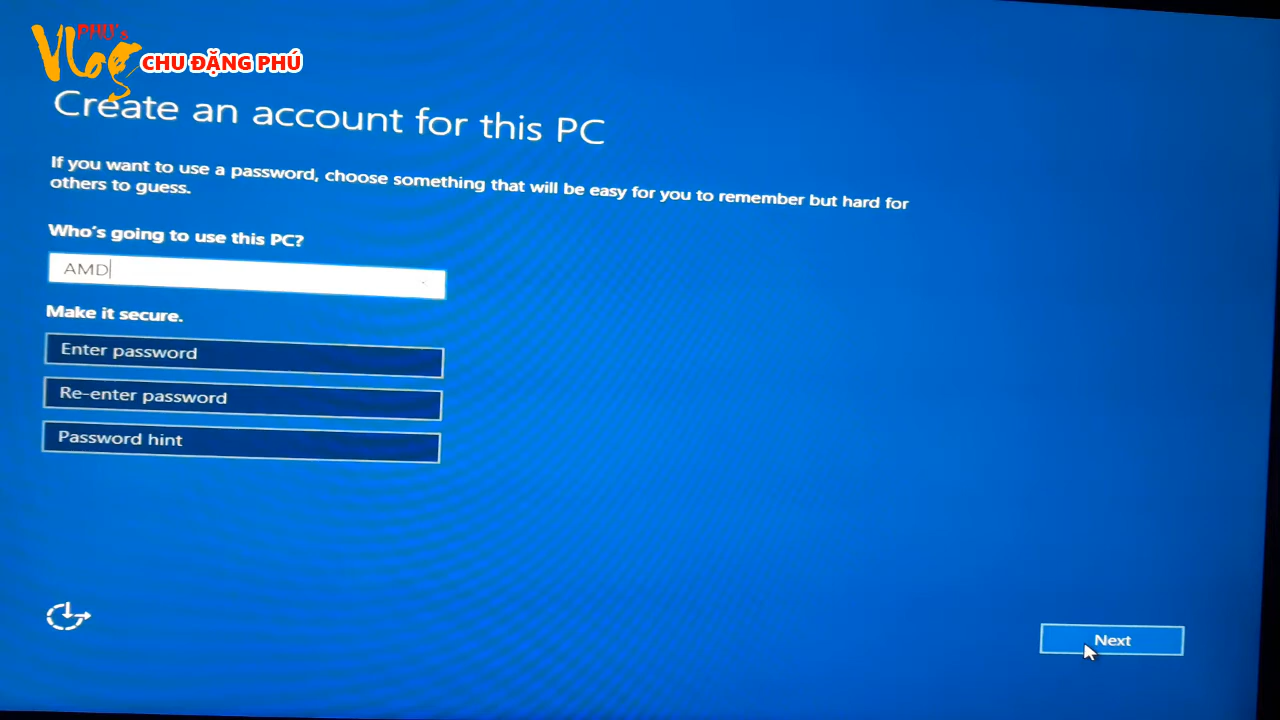 PHU's
Vlog
CHU ĐẶNG PHÚ
Create an account for this PC
If you want to use a password, choose something that will be easy for you to remember but hard for
others to guess.
Who's going to use this PC?
AMD
Make it secure.
Enter password
Re-enter password
Password hint
Next